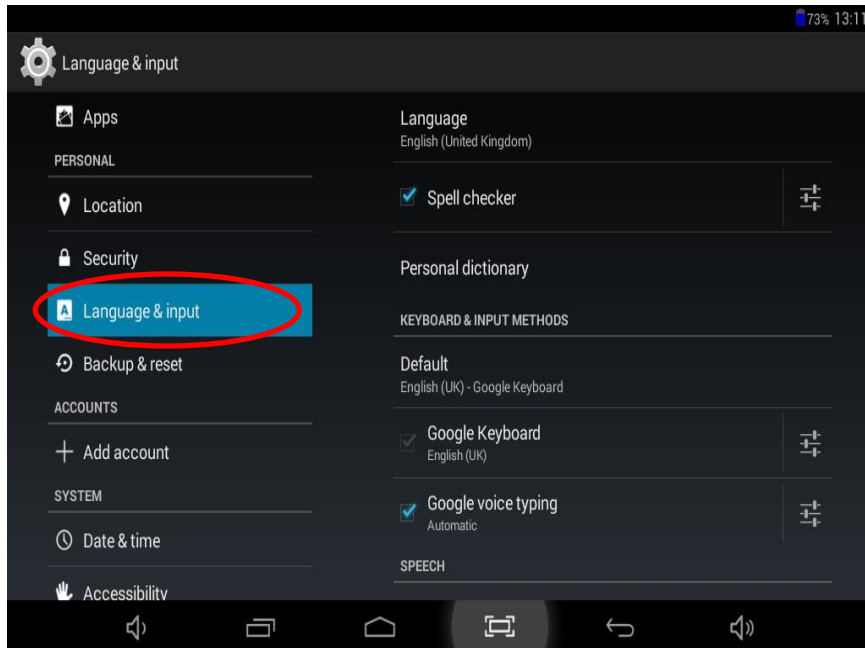 73% 13:11
Language & input
Apps
PERSONAL
Location
Security
Language & input
Backup & reset
ACCOUNTS
Add account
SYSTEM
Date & time
Accessibility
Language
English (United Kingdom)
Spell checker
Personal dictionary
KEYBOARD & INPUT METHODS
Default
English (UK) - Google Keyboard
Google Keyboard
English (UK)
Google voice typing
Automatic
SPEECH